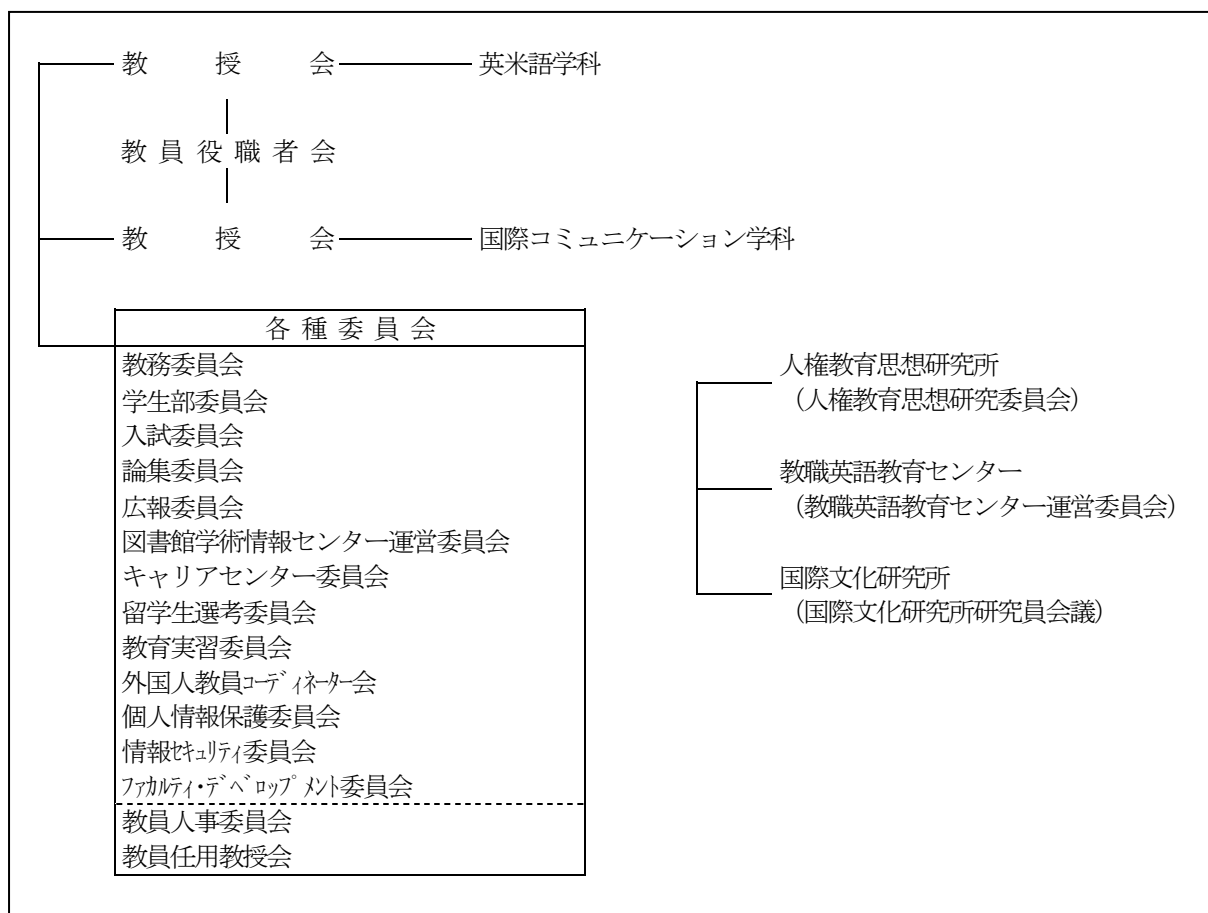 教授会 英米語学科
教員役職者会
教授会 国際コミュニケーション学科
各種委員会
教務委員会
学生部委員会
入試委員会
論集委員会
広報委員会
図書館学術情報センター運営委員会
キャリアセンター委員会
留学生選考委員会
教育実習委員会
外国人教員ｺｰﾃﾞｨﾈｰﾀｰ会
個人情報保護委員会
情報ｾｷｭﾘﾃｨ委員会
ﾌｧｶﾙﾃｨ・ﾃﾞﾍﾞﾛｯﾌﾟﾒﾝﾄ委員会
教員人事委員会
教員任用教授会
人権教育思想研究所
（人権教育思想研究委員会）
教職英語教育センター
（教職英語教育センター運営委員会）
国際文化研究所
（国際文化研究所研究員会議）